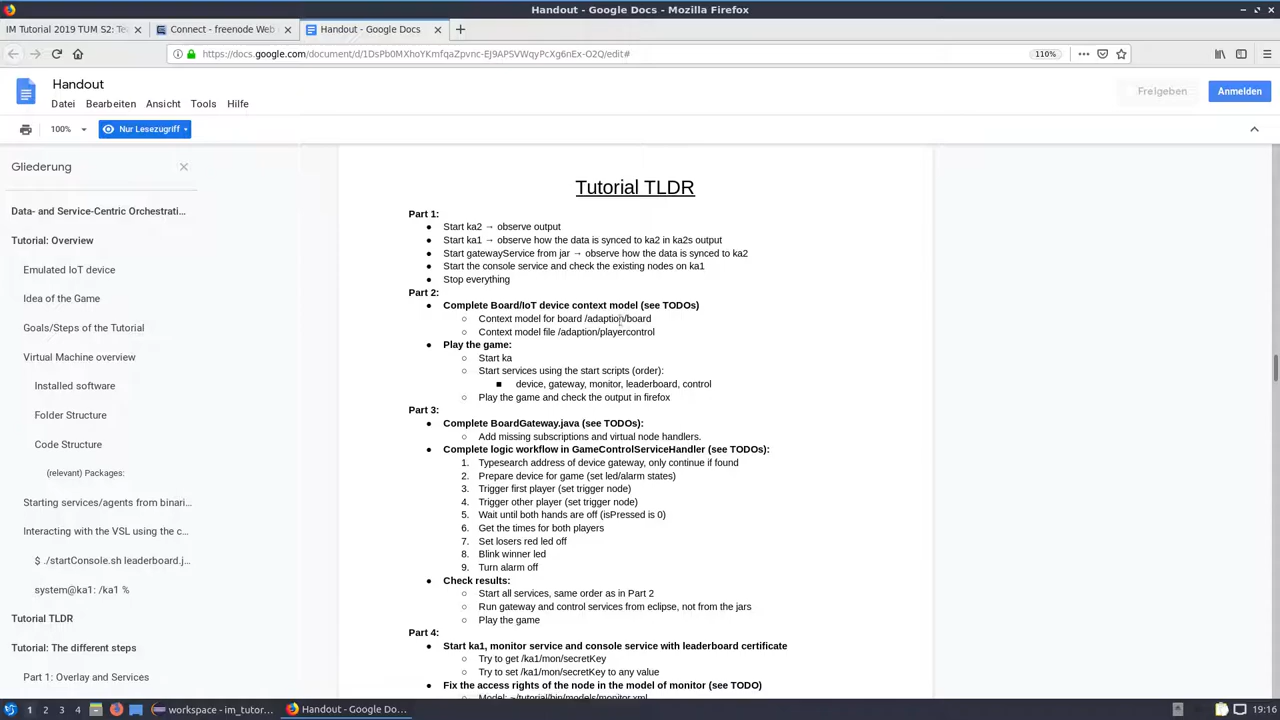 Handout - Google Docs - Mozilla Firefox
IM Tutorial 2019 TUM S2: Te
Connect - freenode Web
Handout - Google Docs
https://docs.google.com/document/d/1DsPb0MXhoYKmfqaZpvnc-EJ9APSVWqyPcXg6nEx-O2Q/edit#
110%
Handout
Datei Bearbeiten Ansicht Tools Hilfe
Freigeben
Anmelden
100%
Nur Lesezugriff
Gliederung
Data- and Service-Centric Orchestrati...
Tutorial: Overview
Emulated IoT device
Idea of the Game
Goals/Steps of the Tutorial
Virtual Machine overview
Installed software
Folder Structure
Code Structure
(relevant) Packages:
Starting services/agents from binari...
Interacting with the VSL using the c...
$ ./startConsole.sh leaderboard.j...
system@ka1: /ka1 %
Tutorial TLDR
Tutorial: The different steps
Part 1: Overlay and Services
Tutorial TLDR
Part 1:
● Start ka2 → observe output
● Start ka1 → observe how the data is synced to ka2 in ka2s output
● Start gatewayService from jar → observe how the data is synced to ka2
● Start the console service and check the existing nodes on ka1
● Stop everything
Part 2:
● Complete Board/IoT device context model (see TODOs)
○ Context model for board /adaption/board
○ Context model file /adaption/playercontrol
● Play the game:
○ Start ka
○ Start services using the start scripts (order):
■ device, gateway, monitor, leaderboard, control
○ Play the game and check the output in firefox
Part 3:
● Complete BoardGateway.java (see TODOs):
○ Add missing subscriptions and virtual node handlers.
● Complete logic workflow in GameControlServiceHandler (see TODOs):
1. Typesearch address of device gateway, only continue if found
2. Prepare device for game (set led/alarm states)
3. Trigger first player (set trigger node)
4. Trigger other player (set trigger node)
5. Wait until both hands are off (isPressed is 0)
6. Get the times for both players
7. Set losers red led off
8. Blink winner led
9. Turn alarm off
● Check results:
○ Start all services, same order as in Part 2
○ Run gateway and control services from eclipse, not from the jars
○ Play the game
Part 4:
● Start ka1, monitor service and console service with leaderboard certificate
○ Try to get /ka1/mon/secretKey
○ Try to set /ka1/mon/secretKey to any value
● Fix the access rights of the node in the model of monitor (see TODO)
○ Model: ~/tutorial/bin/models/monitor.xml
1 2 3 4
workspace - im_tutor...
Handout - Google Do...
19:16